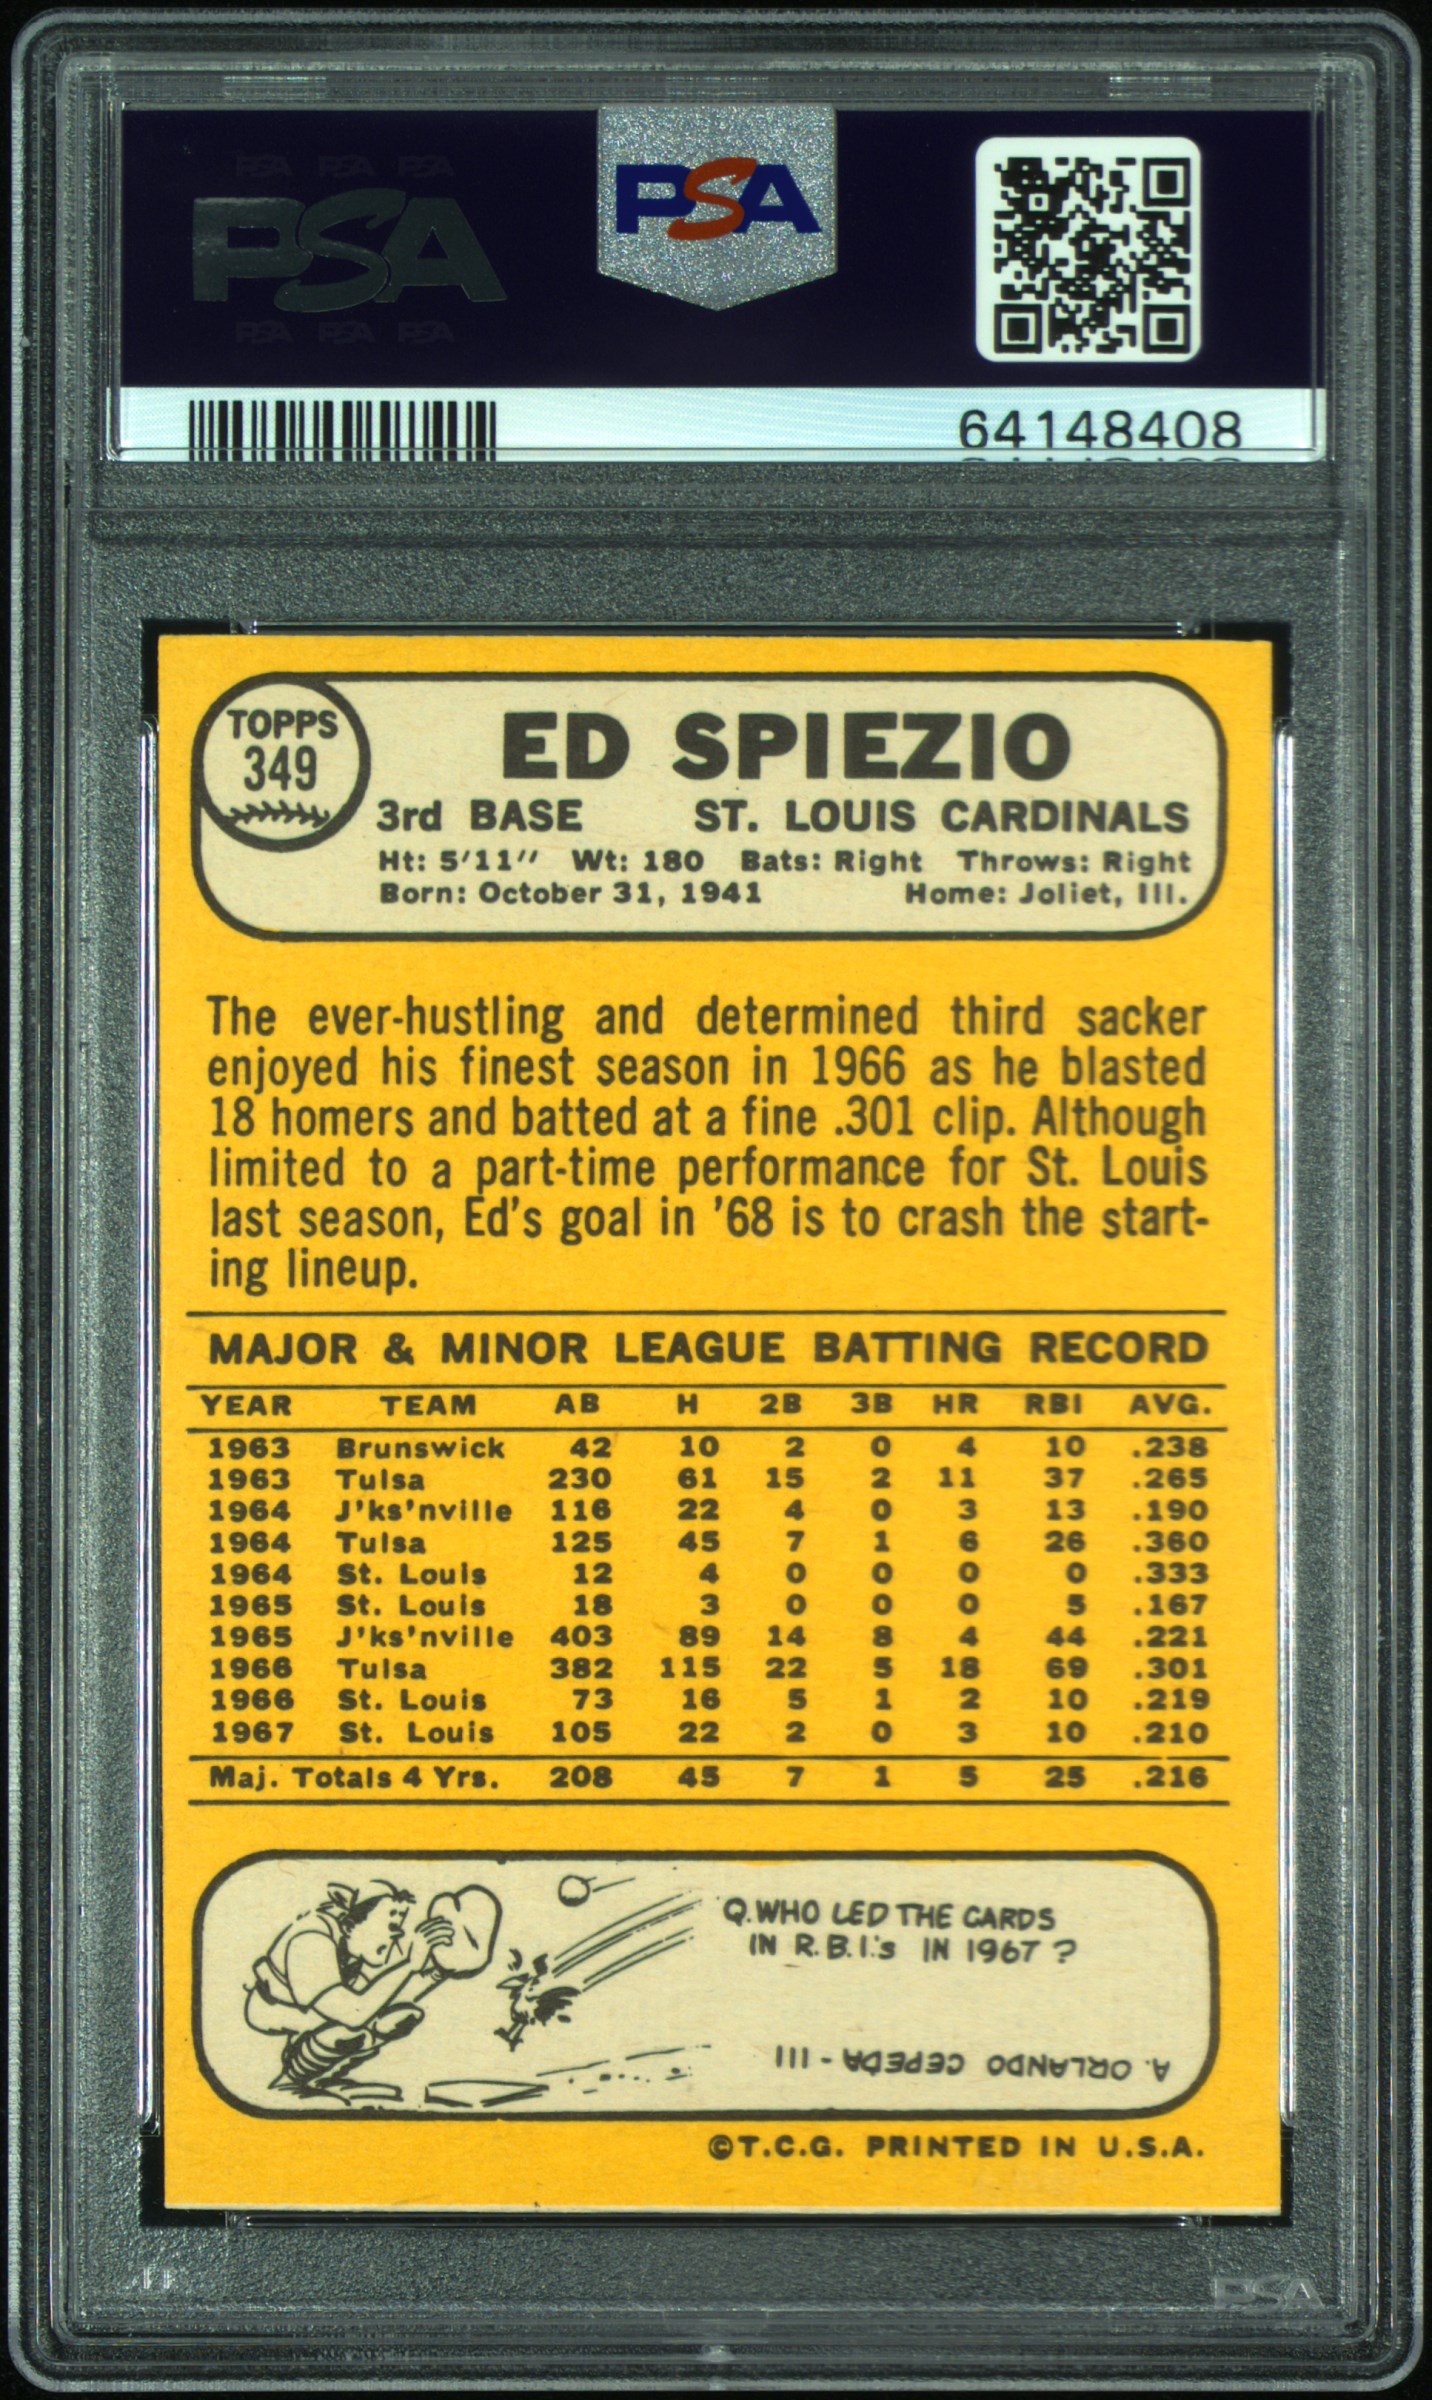 PSA PSA PSA
PSA
PSA PSA PSA
PSA
64148408
TOPPS
349
ED SPIEZIO
3rd BASE ST. LOUIS CARDINALS
Ht: 5'11" Wt: 180 Bats: Right Throws: Right
Born: October 31, 1941 Home: Joliet, Ill.
The ever-hustling and determined third sacker
enjoyed his finest season in 1966 as he blasted
18 homers and batted at a fine .301 clip. Although
limited to a part-time performance for St. Louis
last season, Ed's goal in '68 is to crash the start-
ing lineup.
MAJOR & MINOR LEAGUE BATTING RECORD
YEAR TEAM AB H 2B 3B HR RBI AVG.
1963 Brunswick 42 10 2 0 4 10 .238
1963 Tulsa 230 61 15 2 11 37 .265
1964 J'ks'nville 116 22 4 0 3 13 .190
1964 Tulsa 125 45 7 1 6 26 .360
1964 St. Louis 12 4 0 0 0 0 .333
1965 St. Louis 18 3 0 0 0 5 .167
1965 J'ks'nville 403 89 14 8 4 44 .221
1966 Tulsa 382 115 22 5 18 69 .301
1966 St. Louis 73 16 5 1 2 10 .219
1967 St. Louis 105 22 2 0 3 10 .210
Maj. Totals 4 Yrs. 208 45 7 1 5 25 .216
Q. WHO LED THE CARDS
IN R.B.I.'s IN 1967?
A. ORLANDO CEPEDA - 111
©T.C.G. PRINTED IN U.S.A.
PSA